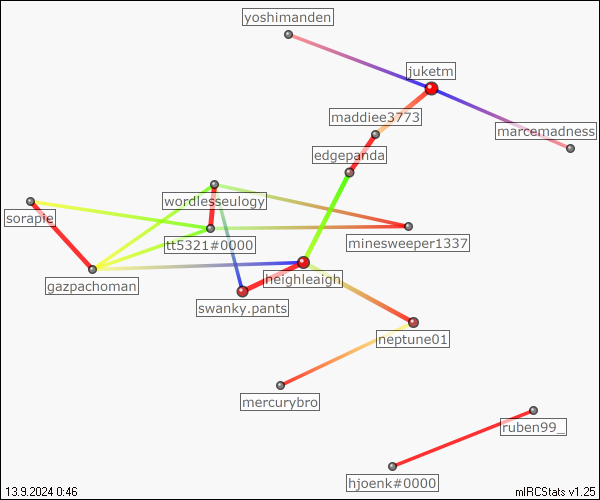 yoshimanden
juketm
maddiee3773
marcemadness
edgepanda
wordlesseulogy
sorapie
tt5321#0000
minesweeper1337
gazpachoman
heighleaigh
swanky.pants
neptune01
mercurybro
ruben99_
hjoenk#0000
13.9.2024 0:46
mIRCStats v1.25